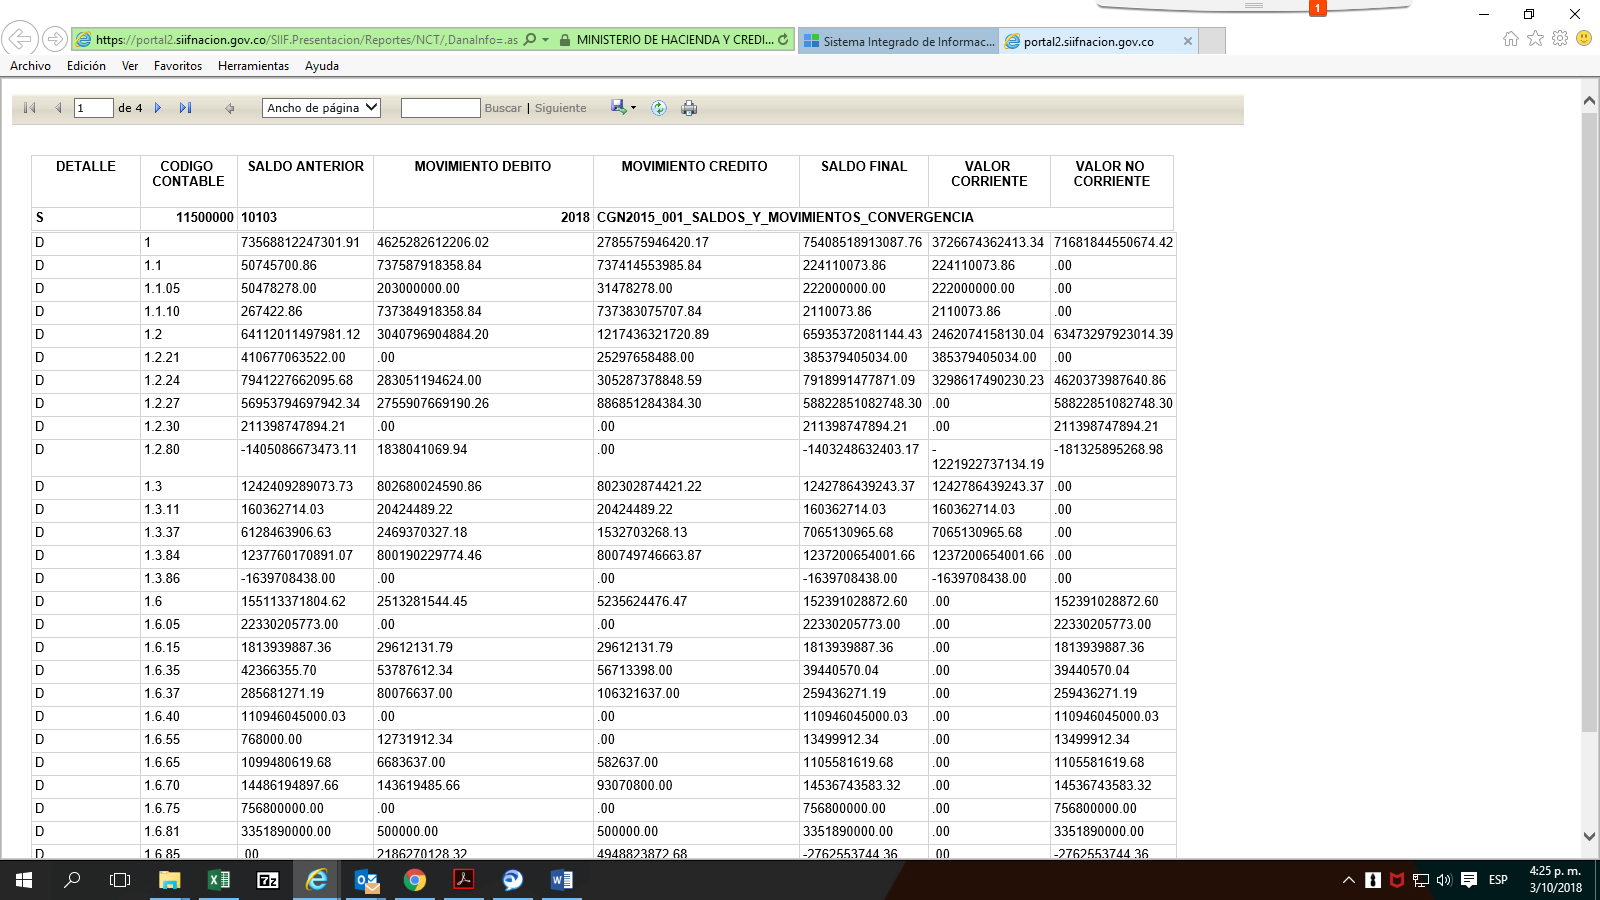 1
https://portal2.siifnacion.gov.co/SIIF.Presentacion/Reportes/NCT/,DanaInfo=.as MINISTERIO DE HACIENDA Y CREDI... Sistema Integrado de Informac... portal2.siifnacion.gov.co
Archivo Edición Ver Favoritos Herramientas Ayuda
1 de 4 Ancho de página Buscar | Siguiente
DETALLE CODIGO CONTABLE SALDO ANTERIOR MOVIMIENTO DEBITO MOVIMIENTO CREDITO SALDO FINAL VALOR CORRIENTE VALOR NO CORRIENTE
S 11500000 10103 2018 CGN2015_001_SALDOS_Y_MOVIMIENTOS_CONVERGENCIA
D 1 73568812247301.91 4625282612206.02 2785575946420.17 75408518913087.76 3726674362413.34 71681844550674.42
D 1.1 50745700.86 737587918358.84 737414553985.84 224110073.86 224110073.86 .00
D 1.1.05 50478278.00 203000000.00 31478278.00 222000000.00 222000000.00 .00
D 1.1.10 267422.86 737384918358.84 737383075707.84 2110073.86 2110073.86 .00
D 1.2 64112011497981.12 3040796904884.20 1217436321720.89 65935372081144.43 2462074158130.04 63473297923014.39
D 1.2.21 410677063522.00 .00 25297658488.00 385379405034.00 385379405034.00 .00
D 1.2.24 7941227662095.68 283051194624.00 305287378848.59 7918991477871.09 3298617490230.23 4620373987640.86
D 1.2.27 56953794697942.34 2755907669190.26 886851284384.30 58822851082748.30 .00 58822851082748.30
D 1.2.30 211398747894.21 .00 .00 211398747894.21 .00 211398747894.21
D 1.2.80 -1405086673473.11 1838041069.94 .00 -1403248632403.17 -1221922737134.19 -181325895268.98
D 1.3 1242409289073.73 802680024590.86 802302874421.22 1242786439243.37 1242786439243.37 .00
D 1.3.11 160362714.03 20424489.22 20424489.22 160362714.03 160362714.03 .00
D 1.3.37 6128463906.63 2469370327.18 1532703268.13 7065130965.68 7065130965.68 .00
D 1.3.84 1237760170891.07 800190229774.46 800749746663.87 1237200654001.66 1237200654001.66 .00
D 1.3.86 -1639708438.00 .00 .00 -1639708438.00 -1639708438.00 .00
D 1.6 155113371804.62 2513281544.45 5235624476.47 152391028872.60 .00 152391028872.60
D 1.6.05 22330205773.00 .00 .00 22330205773.00 .00 22330205773.00
D 1.6.15 1813939887.36 29612131.79 29612131.79 1813939887.36 .00 1813939887.36
D 1.6.35 42366355.70 53787612.34 56713398.00 39440570.04 .00 39440570.04
D 1.6.37 285681271.19 80076637.00 106321637.00 259436271.19 .00 259436271.19
D 1.6.40 110946045000.03 .00 .00 110946045000.03 .00 110946045000.03
D 1.6.55 768000.00 12731912.34 .00 13499912.34 .00 13499912.34
D 1.6.65 1099480619.68 6683637.00 582637.00 1105581619.68 .00 1105581619.68
D 1.6.70 14486194897.66 143619485.66 93070800.00 14536743583.32 .00 14536743583.32
D 1.6.75 756800000.00 .00 .00 756800000.00 .00 756800000.00
D 1.6.81 3351890000.00 500000.00 500000.00 3351890000.00 .00 3351890000.00
D 1.6.85 .00 2186270128.32 4948823872.68 -2762553744.36 .00 -2762553744.36
ESP 4:25 p. m.
3/10/2018